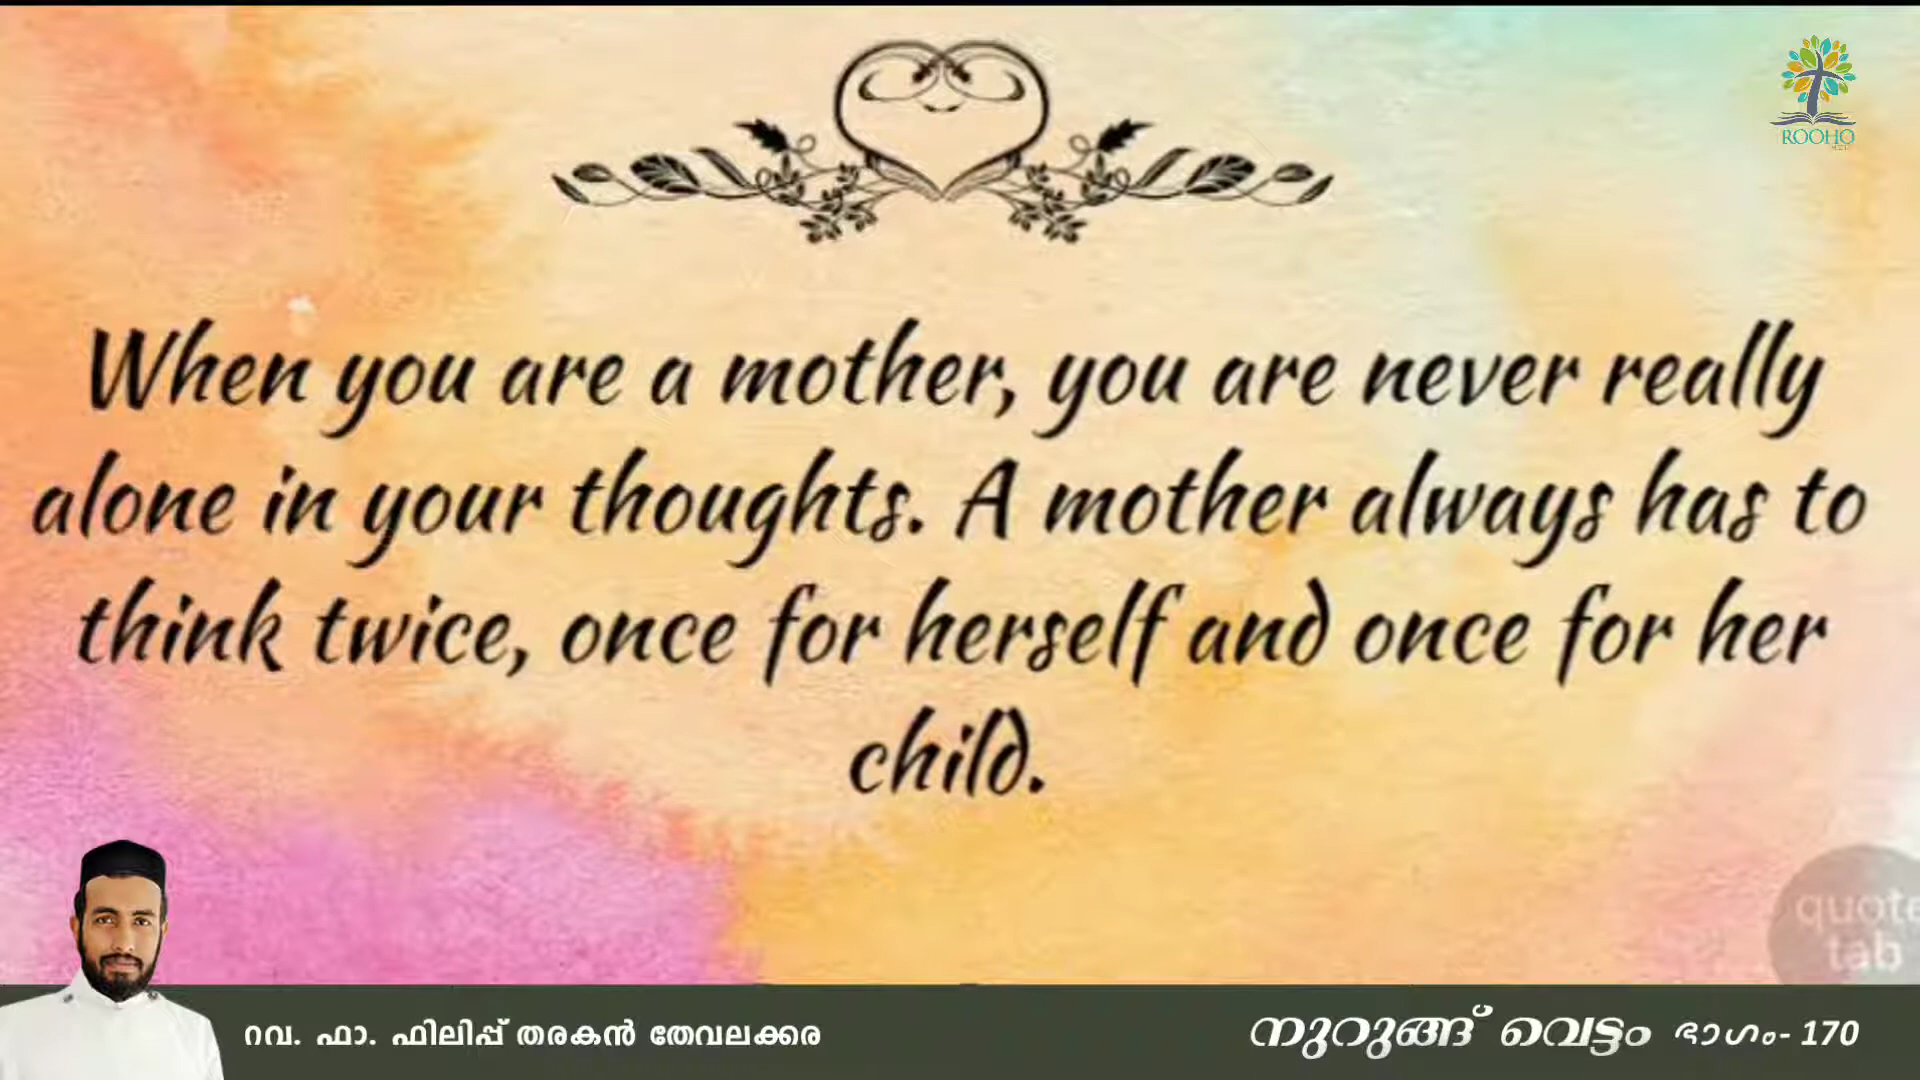 ROOHO
When you are a mother, you are never really
alone in your thoughts. A mother always has to
think twice, once for herself and once for her
child.
quote
tab
റവ. ഫാ. ഫിലിപ്പ് തരകൻ തേവലക്കര
നുറുങ്ങ് വെട്ടം ഭാഗം- 170